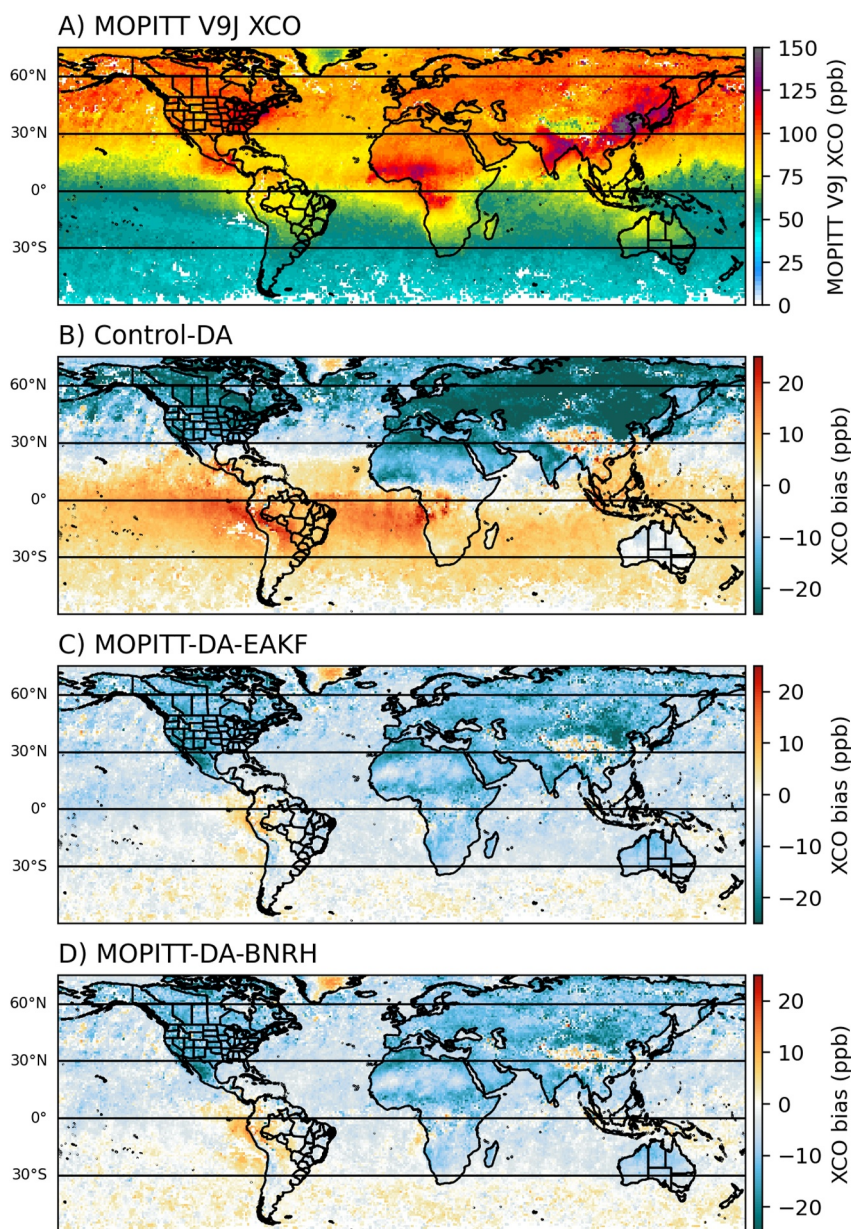 A) MOPITT V9J XCO
60°N
30°N
0°
30°S
150
125
100
75
50
25
0
MOPITT V9J XCO (ppb)
B) Control-DA
60°N
30°N
0°
30°S
20
10
0
−10
−20
XCO bias (ppb)
C) MOPITT-DA-EAKF
60°N
30°N
0°
30°S
20
10
0
−10
−20
XCO bias (ppb)
D) MOPITT-DA-BNRH
60°N
30°N
0°
30°S
20
10
0
−10
−20
XCO bias (ppb)